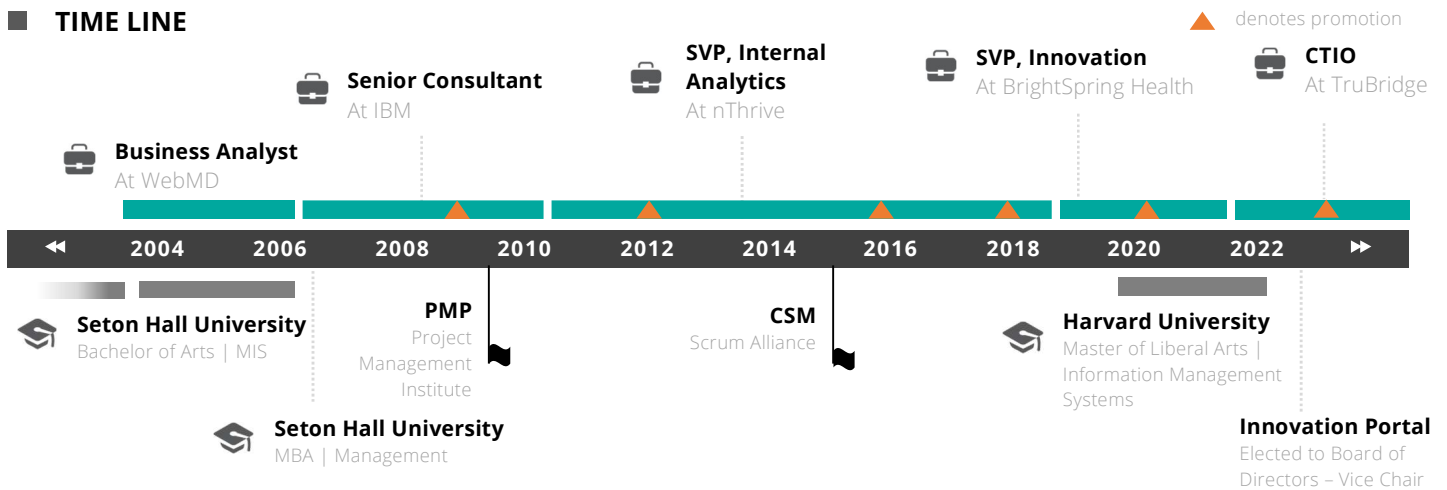 TIME LINE
denotes promotion
Business Analyst
At WebMD
Senior Consultant
At IBM
SVP, Internal
Analytics
At nThrive
SVP, Innovation
At BrightSpring Health
CTIO
At TruBridge
2004 2006 2008 2010 2012 2014 2016 2018 2020 2022
Seton Hall University
Bachelor of Arts | MIS
Seton Hall University
MBA | Management
PMP
Project
Management
Institute
CSM
Scrum Alliance
Harvard University
Master of Liberal Arts |
Information Management
Systems
Innovation Portal
Elected to Board of
Directors – Vice Chair